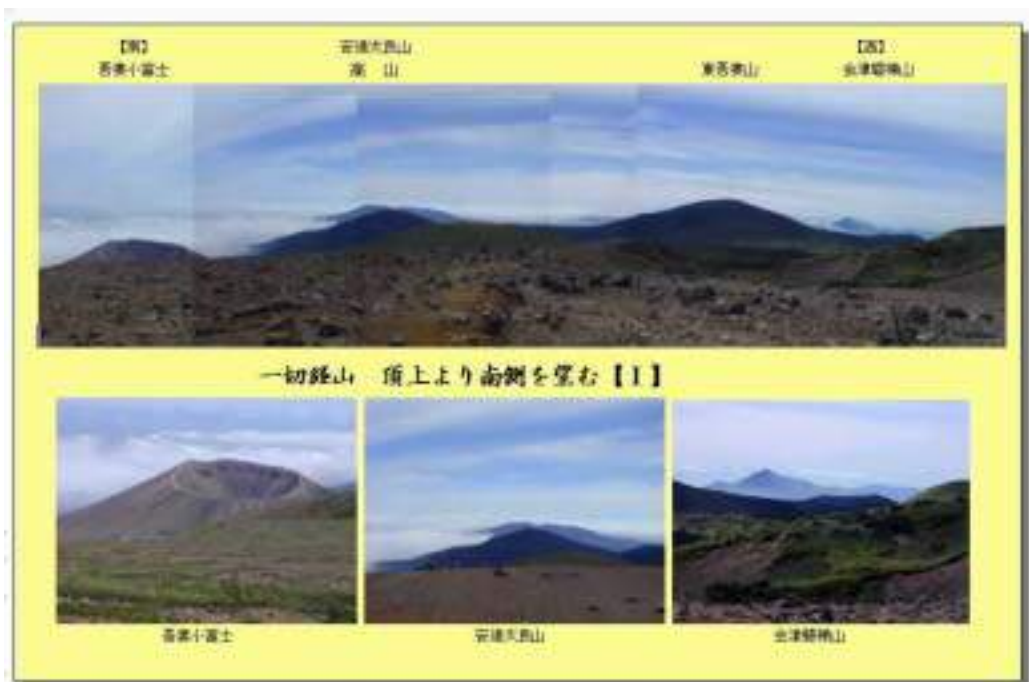 安達太良山 【西】
吾妻小富士 高 山 東吾妻山 会津磐梯山
一切経山 頂上より南側を望む【1】
吾妻小富士 安達太良山 会津磐梯山